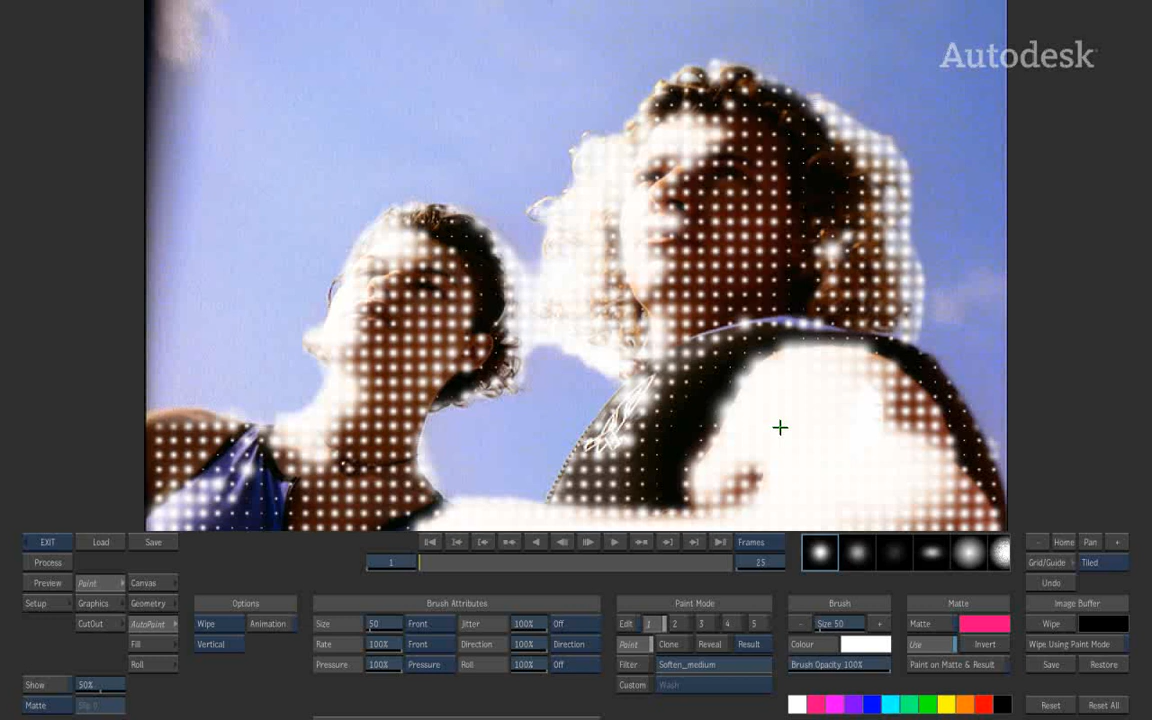 Autodesk
EXIT Load Save 1 25 Frames Home Pan
Process Grid/Guide Tiled
Preview Paint Canvas Undo
Setup Graphics Geometry Options Brush Attributes Paint Mode Brush Matte Image Buffer
CutOut AutoPaint Wipe Animation Size 50 Front Jitter 100% Off Edit 1 2 3 4 5 - Size 50 + Matte Wipe
Fill Vertical Rate 100% Front Direction 100% Direction Paint Clone Reveal Result Colour Use Invert Wipe Using Paint Mode
Roll Pressure 100% Pressure Roll 100% Off Filter Soften_medium Brush Opacity 100% Paint on Matte & Result Save Restore
Show 50% Custom Wash
Matte Slip 0 Reset Reset All